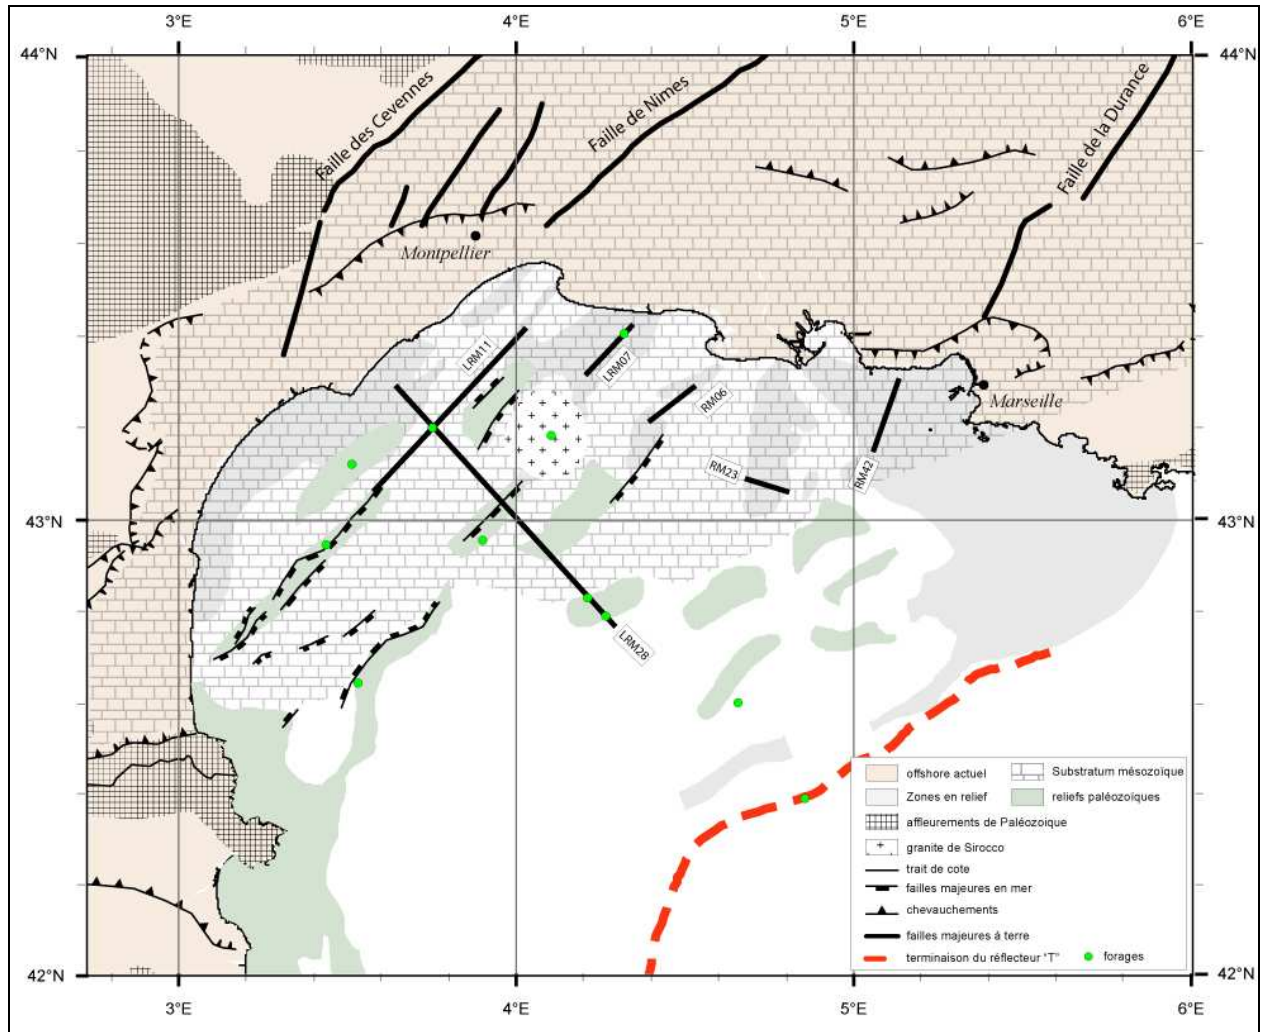 3°E 4°E 5°E 6°E
44°N 44°N
Faille des Cevennes
Faille de Nimes
Faille de la Durance
Montpellier
LRM11
LRM07
RM06
Marseille
RM23
RM42
43°N 43°N
LRM28
offshore actuel
Substratum mésozoïque
Zones en relief
reliefs paléozoïques
affleurements de Paléozoique
granite de Sirocco
trait de cote
failles majeures en mer
chevauchements
failles majeures à terre
terminaison du réflecteur "T"
forages
42°N 42°N
3°E 4°E 5°E 6°E